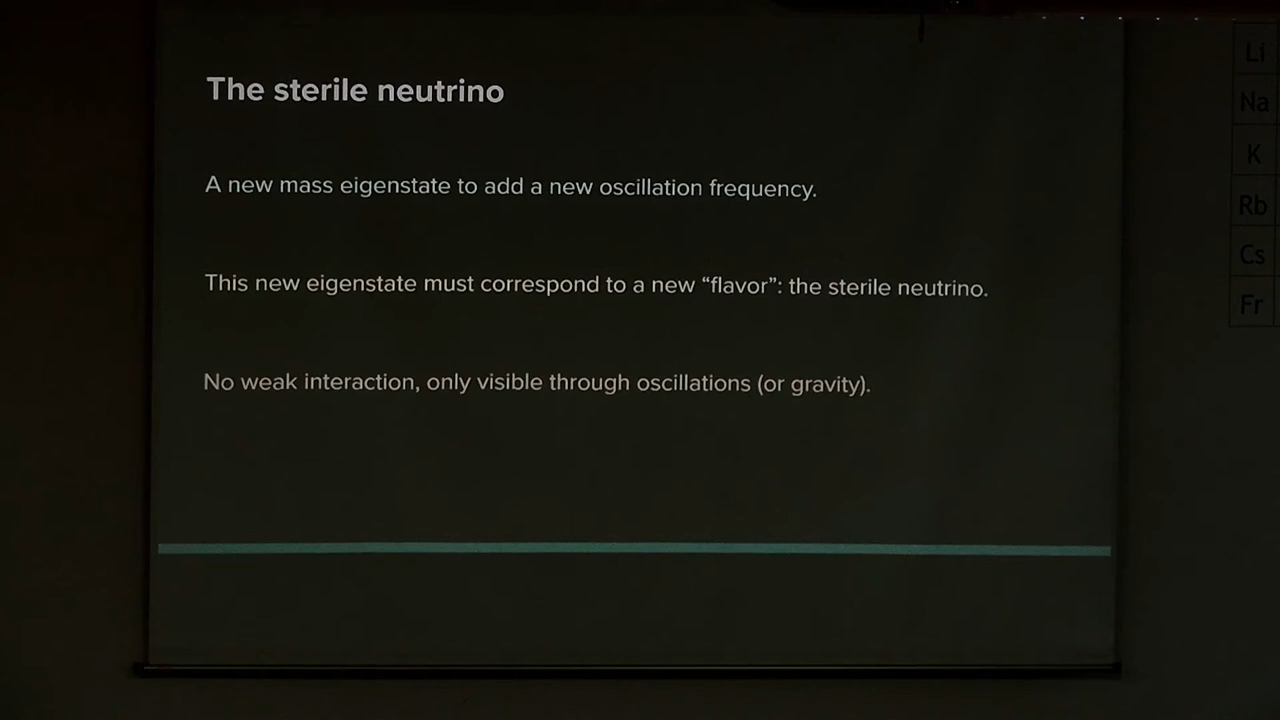 The sterile neutrino
A new mass eigenstate to add a new oscillation frequency.
This new eigenstate must correspond to a new “flavor”: the sterile neutrino.
No weak interaction, only visible through oscillations (or gravity).
Li
Na
K
Rb
Cs
Fr